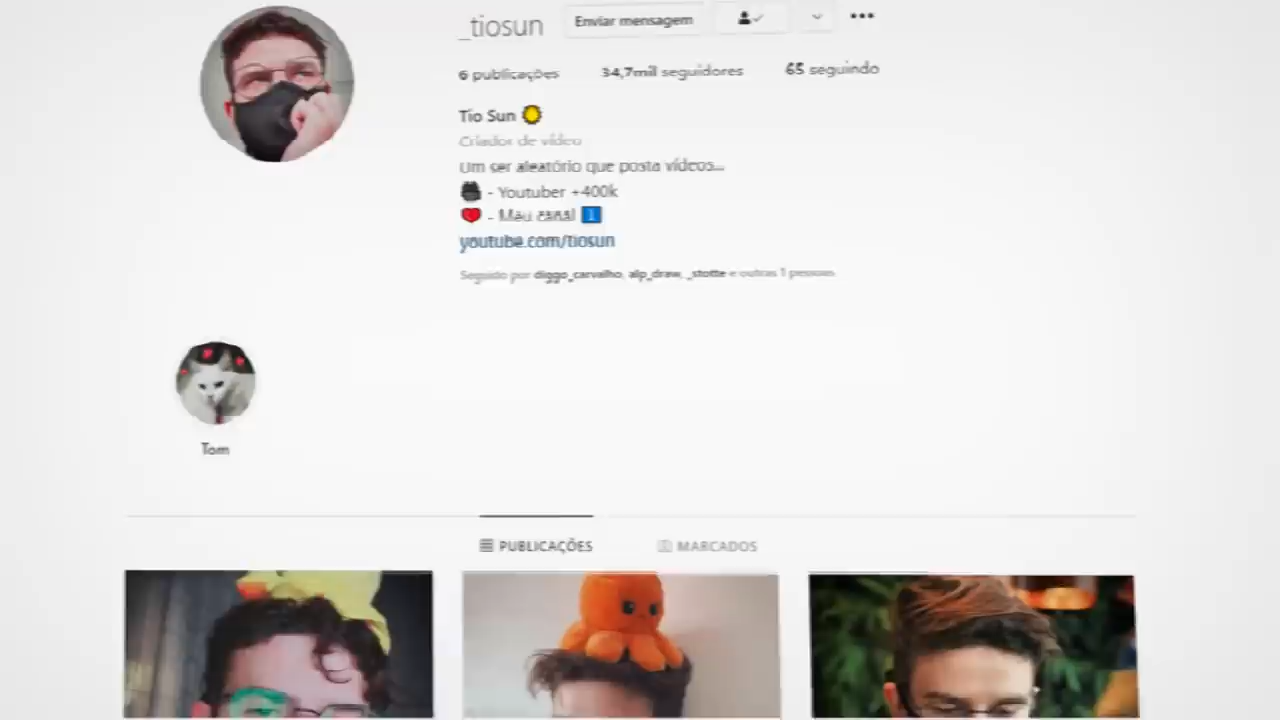 _tiosun Enviar mensagem
6 publicações 34,7mil seguidores 65 seguindo
Tio Sun
Criador de vídeo
Um ser aleatório que posta vídeos...
- Youtuber +400k
- Meu canal
youtube.com/tiosun
Seguido por diggo_carvalho, alp_draw, _stotte e outras 1 pessoas
Tom
PUBLICAÇÕES MARCADOS